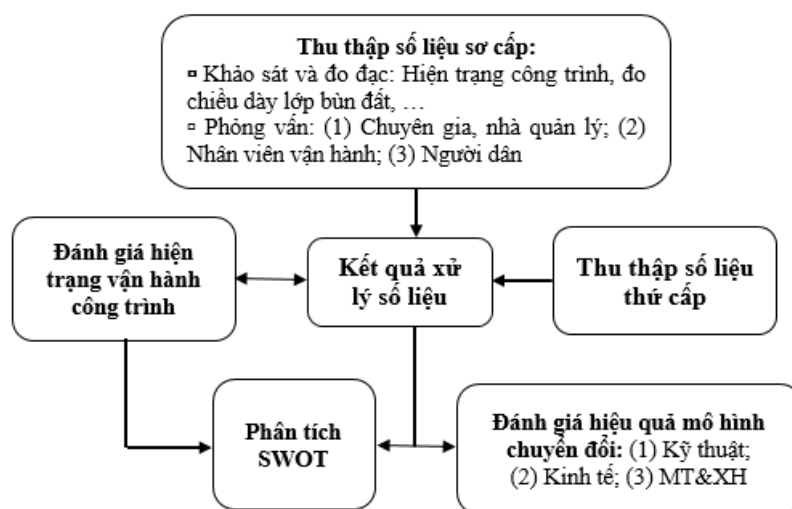 Thu thập số liệu sơ cấp:
▫ Khảo sát và đo đạc: Hiện trạng công trình, đo
chiều dày lớp bùn đất, …
▫ Phỏng vấn: (1) Chuyên gia, nhà quản lý; (2)
Nhân viên vận hành; (3) Người dân
Đánh giá hiện
trạng vận hành
công trình
Kết quả xử
lý số liệu
Thu thập số liệu
thứ cấp
Phân tích
SWOT
Đánh giá hiệu quả mô hình
chuyển đổi: (1) Kỹ thuật;
(2) Kinh tế; (3) MT&XH